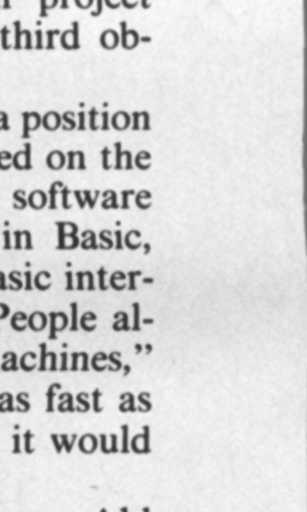 project
third ob-
a position
ed on the
software
in Basic,
asic inter-
People al-
achines,”
as fast as
it would